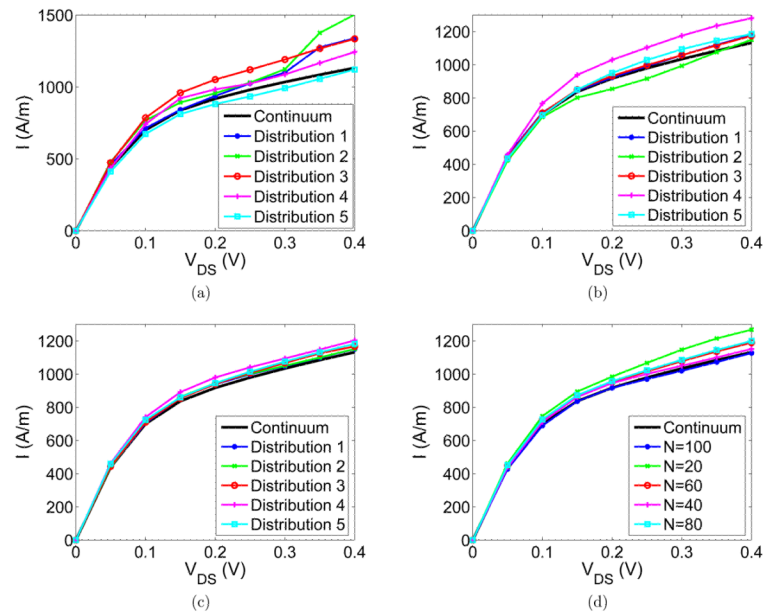 1500
1000
500
0
I (A/m)
0 0.1 0.2 0.3 0.4
V_DS (V)
Continuum
Distribution 1
Distribution 2
Distribution 3
Distribution 4
Distribution 5
(a)
1200
1000
800
600
400
200
0
I (A/m)
0 0.1 0.2 0.3 0.4
V_DS (V)
Continuum
Distribution 1
Distribution 2
Distribution 3
Distribution 4
Distribution 5
(b)
1200
1000
800
600
400
200
0
I (A/m)
0 0.1 0.2 0.3 0.4
V_DS (V)
Continuum
Distribution 1
Distribution 2
Distribution 3
Distribution 4
Distribution 5
(c)
1200
1000
800
600
400
200
0
I (A/m)
0 0.1 0.2 0.3 0.4
V_DS (V)
Continuum
N=100
N=20
N=60
N=40
N=80
(d)